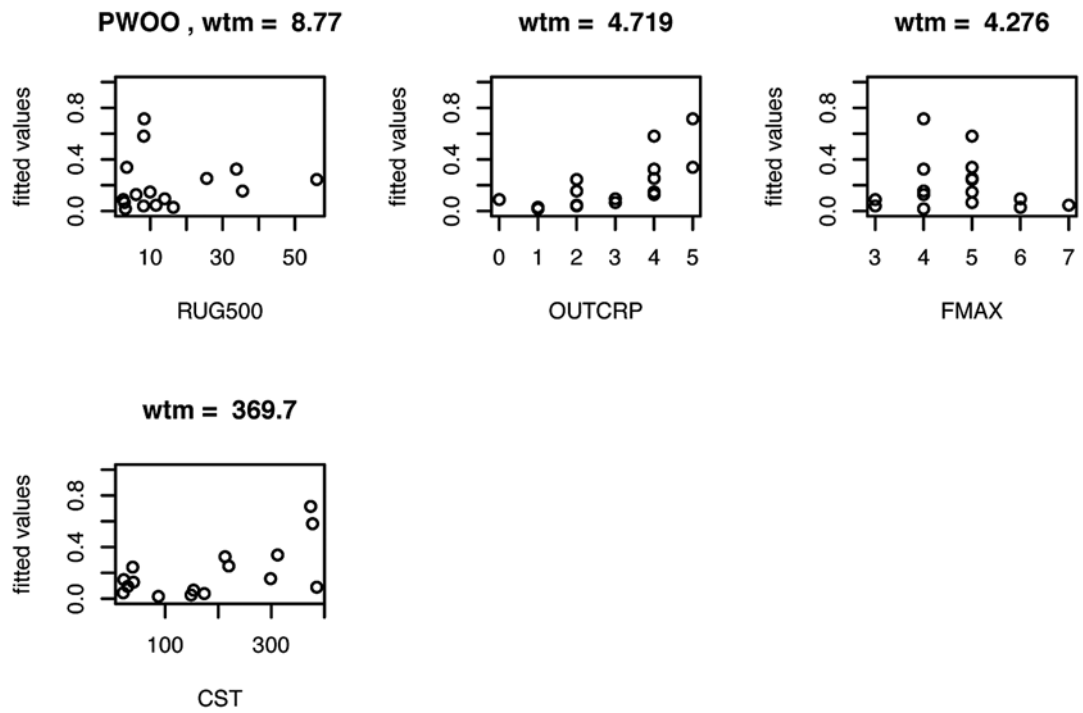 PWOO , wtm = 8.77
wtm = 4.719
wtm = 4.276
fitted values
0.0 0.4 0.8
10 30 50
RUG500
fitted values
0.0 0.4 0.8
0 1 2 3 4 5
OUTCRP
fitted values
0.0 0.4 0.8
3 4 5 6 7
FMAX
wtm = 369.7
fitted values
0.0 0.4 0.8
100 300
CST